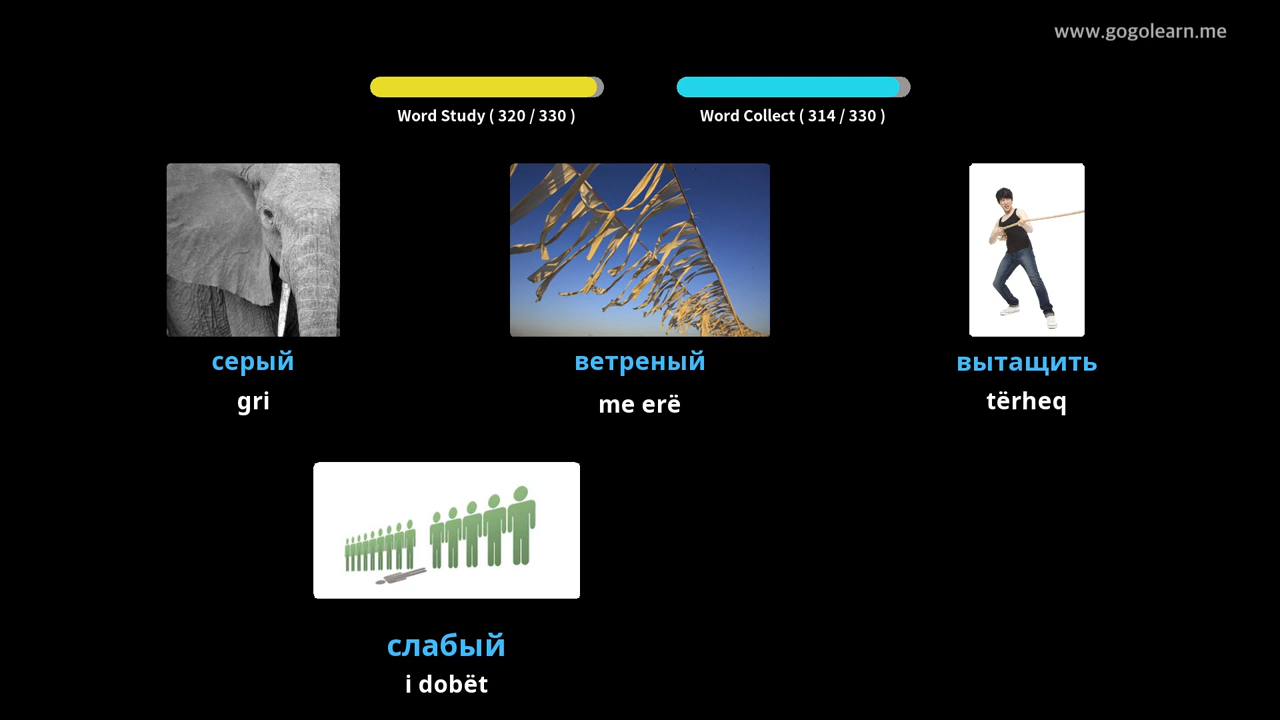 www.gogolearn.me
Word Study ( 320 / 330 )
Word Collect ( 314 / 330 )
серый
gri
ветреный
me erë
вытащить
tërheq
слабый
i dobët